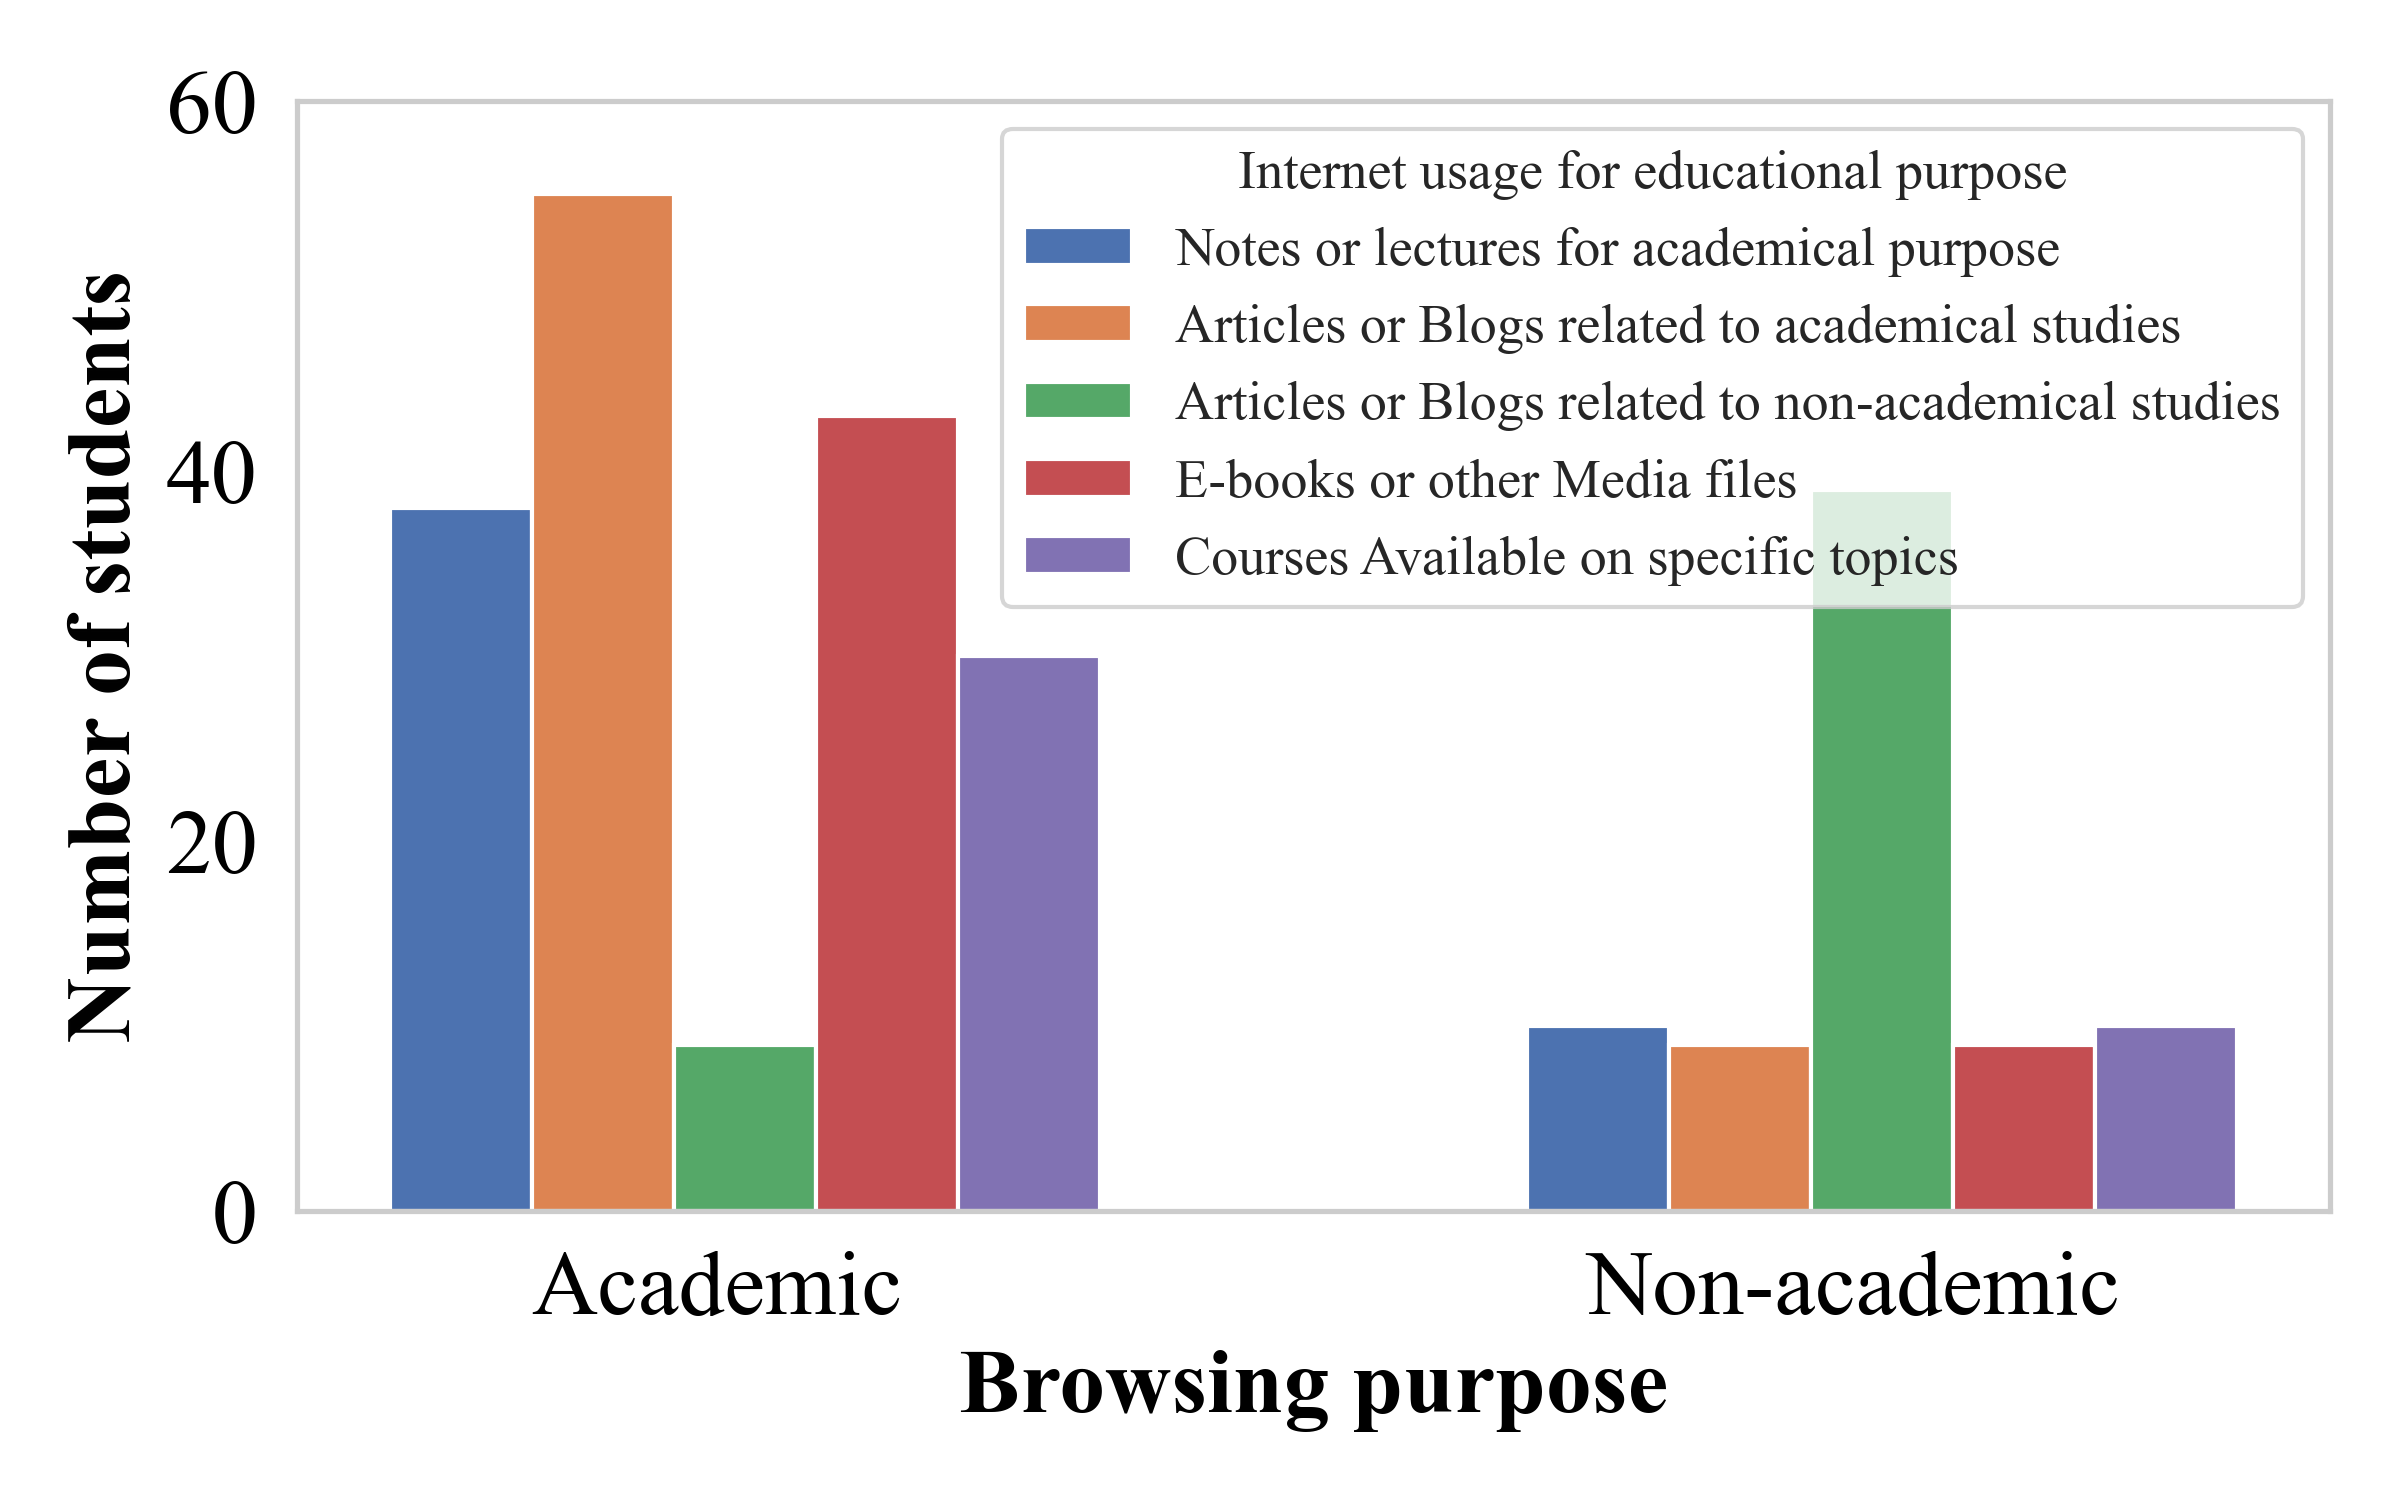 60
40
20
0
Number of students
Internet usage for educational purpose
Notes or lectures for academical purpose
Articles or Blogs related to academical studies
Articles or Blogs related to non-academical studies
E-books or other Media files
Courses Available on specific topics
Academic
Non-academic
Browsing purpose